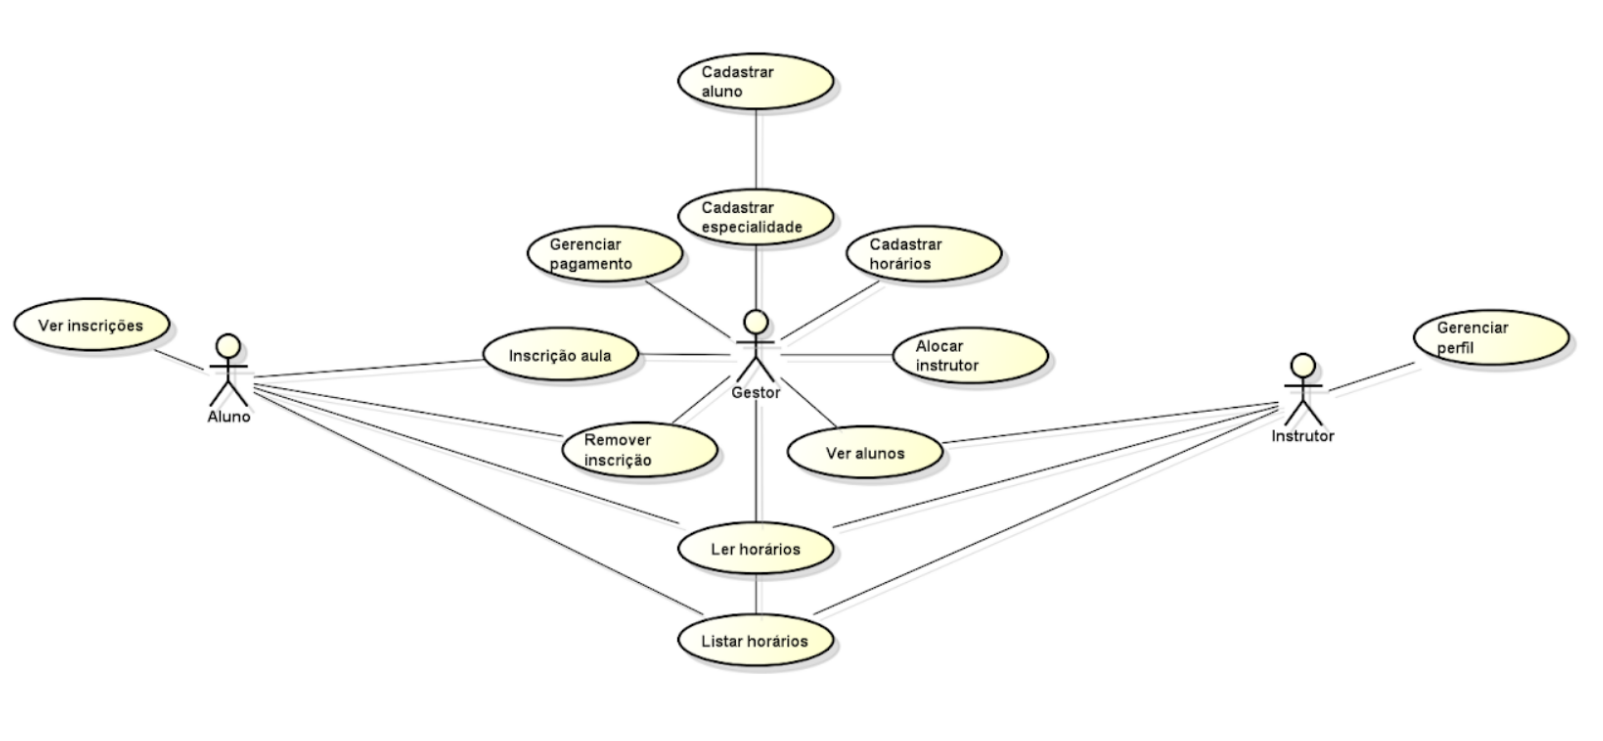 Cadastrar
aluno
Cadastrar
especialidade
Gerenciar
pagamento
Cadastrar
horários
Ver inscrições
Aluno
Inscrição aula
Gestor
Alocar
instrutor
Gerenciar
perfil
Instrutor
Remover
inscrição
Ver alunos
Ler horários
Listar horários